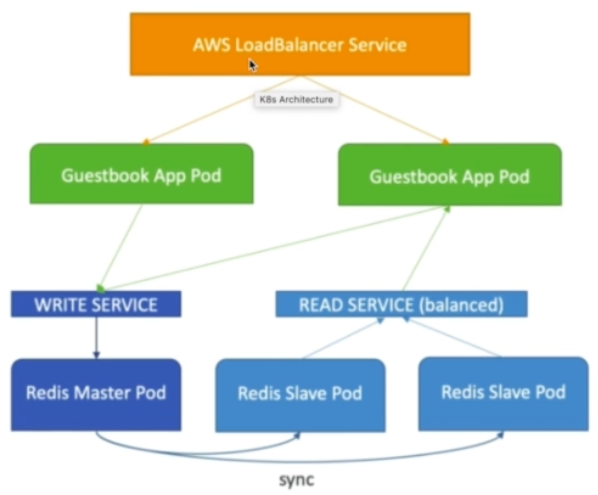 AWS LoadBalancer Service
K8s Architecture
Guestbook App Pod
Guestbook App Pod
WRITE SERVICE
READ SERVICE (balanced)
Redis Master Pod
Redis Slave Pod
Redis Slave Pod
sync